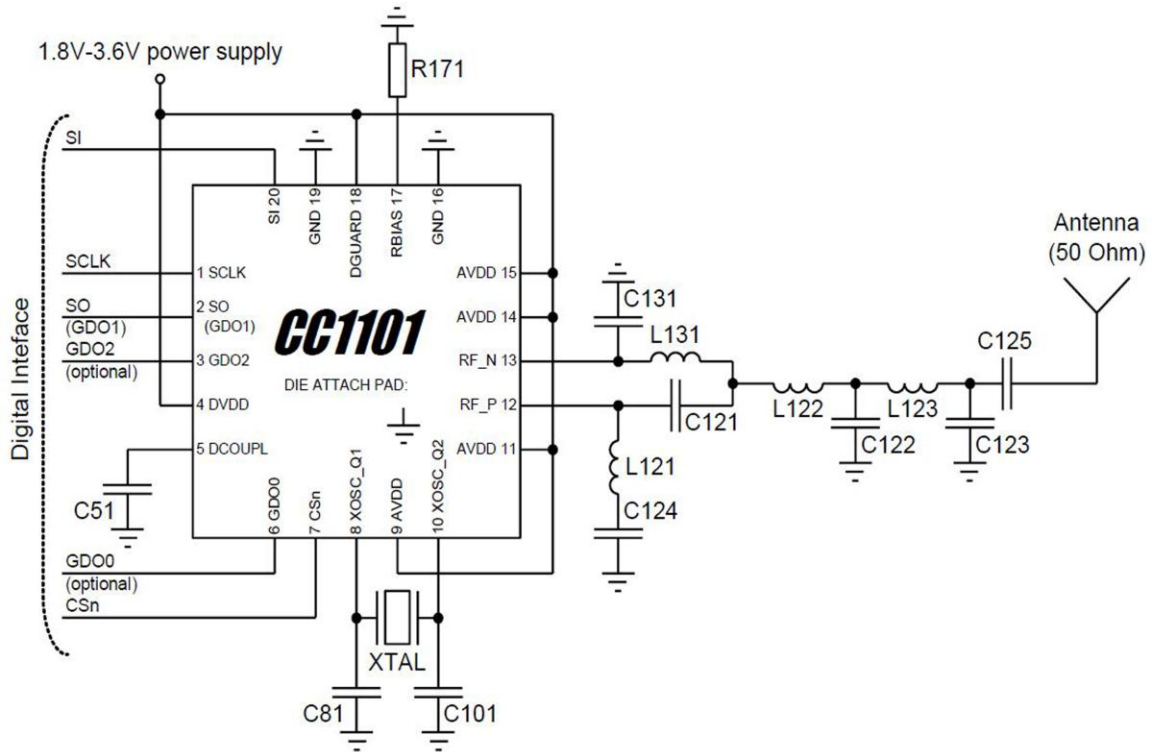 1.8V-3.6V power supply
R171
SI
SI 20
GND 19
DGUARD 18
RBIAS 17
GND 16
Antenna
(50 Ohm)
SCLK
1 SCLK
AVDD 15
SO
(GDO1)
2 SO
(GDO1)
CC1101
AVDD 14
C131
L131
GDO2
(optional)
3 GDO2
DIE ATTACH PAD:
RF_N 13
C125
4 DVDD
RF_P 12
C121
L122
L123
C122
C123
5 DCOUPL
AVDD 11
L121
C51
C124
6 GDO0
7 CSn
8 XOSC_Q1
9 AVDD
10 XOSC_Q2
GDO0
(optional)
CSn
XTAL
C81
C101
Digital Inteface